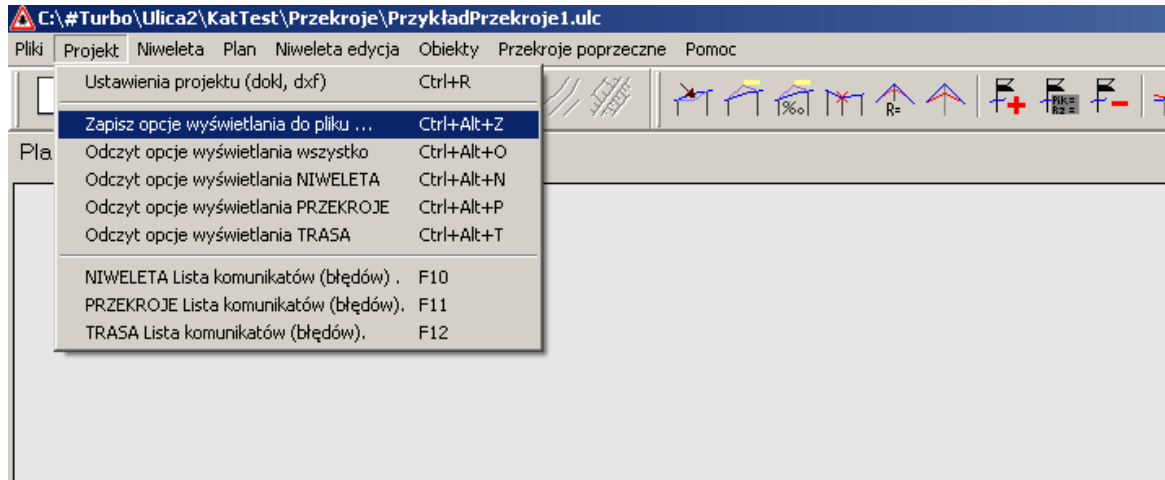 C:\#Turbo\Ulica2\KatTest\Przekroje\PrzykładPrzekroje1.ulc
Pliki Projekt Niweleta Plan Niweleta edycja Obiekty Przekroje poprzeczne Pomoc
Ustawienia projektu (dokl, dxf) Ctrl+R
Zapisz opcje wyświetlania do pliku ... Ctrl+Alt+Z
Odczyt opcje wyświetlania wszystko Ctrl+Alt+O
Odczyt opcje wyświetlania NIWELETA Ctrl+Alt+N
Odczyt opcje wyświetlania PRZEKROJE Ctrl+Alt+P
Odczyt opcje wyświetlania TRASA Ctrl+Alt+T
NIWELETA Lista komunikatów (błędów) . F10
PRZEKROJE Lista komunikatów (błędów). F11
TRASA Lista komunikatów (błędów). F12
‰ R=
Pla